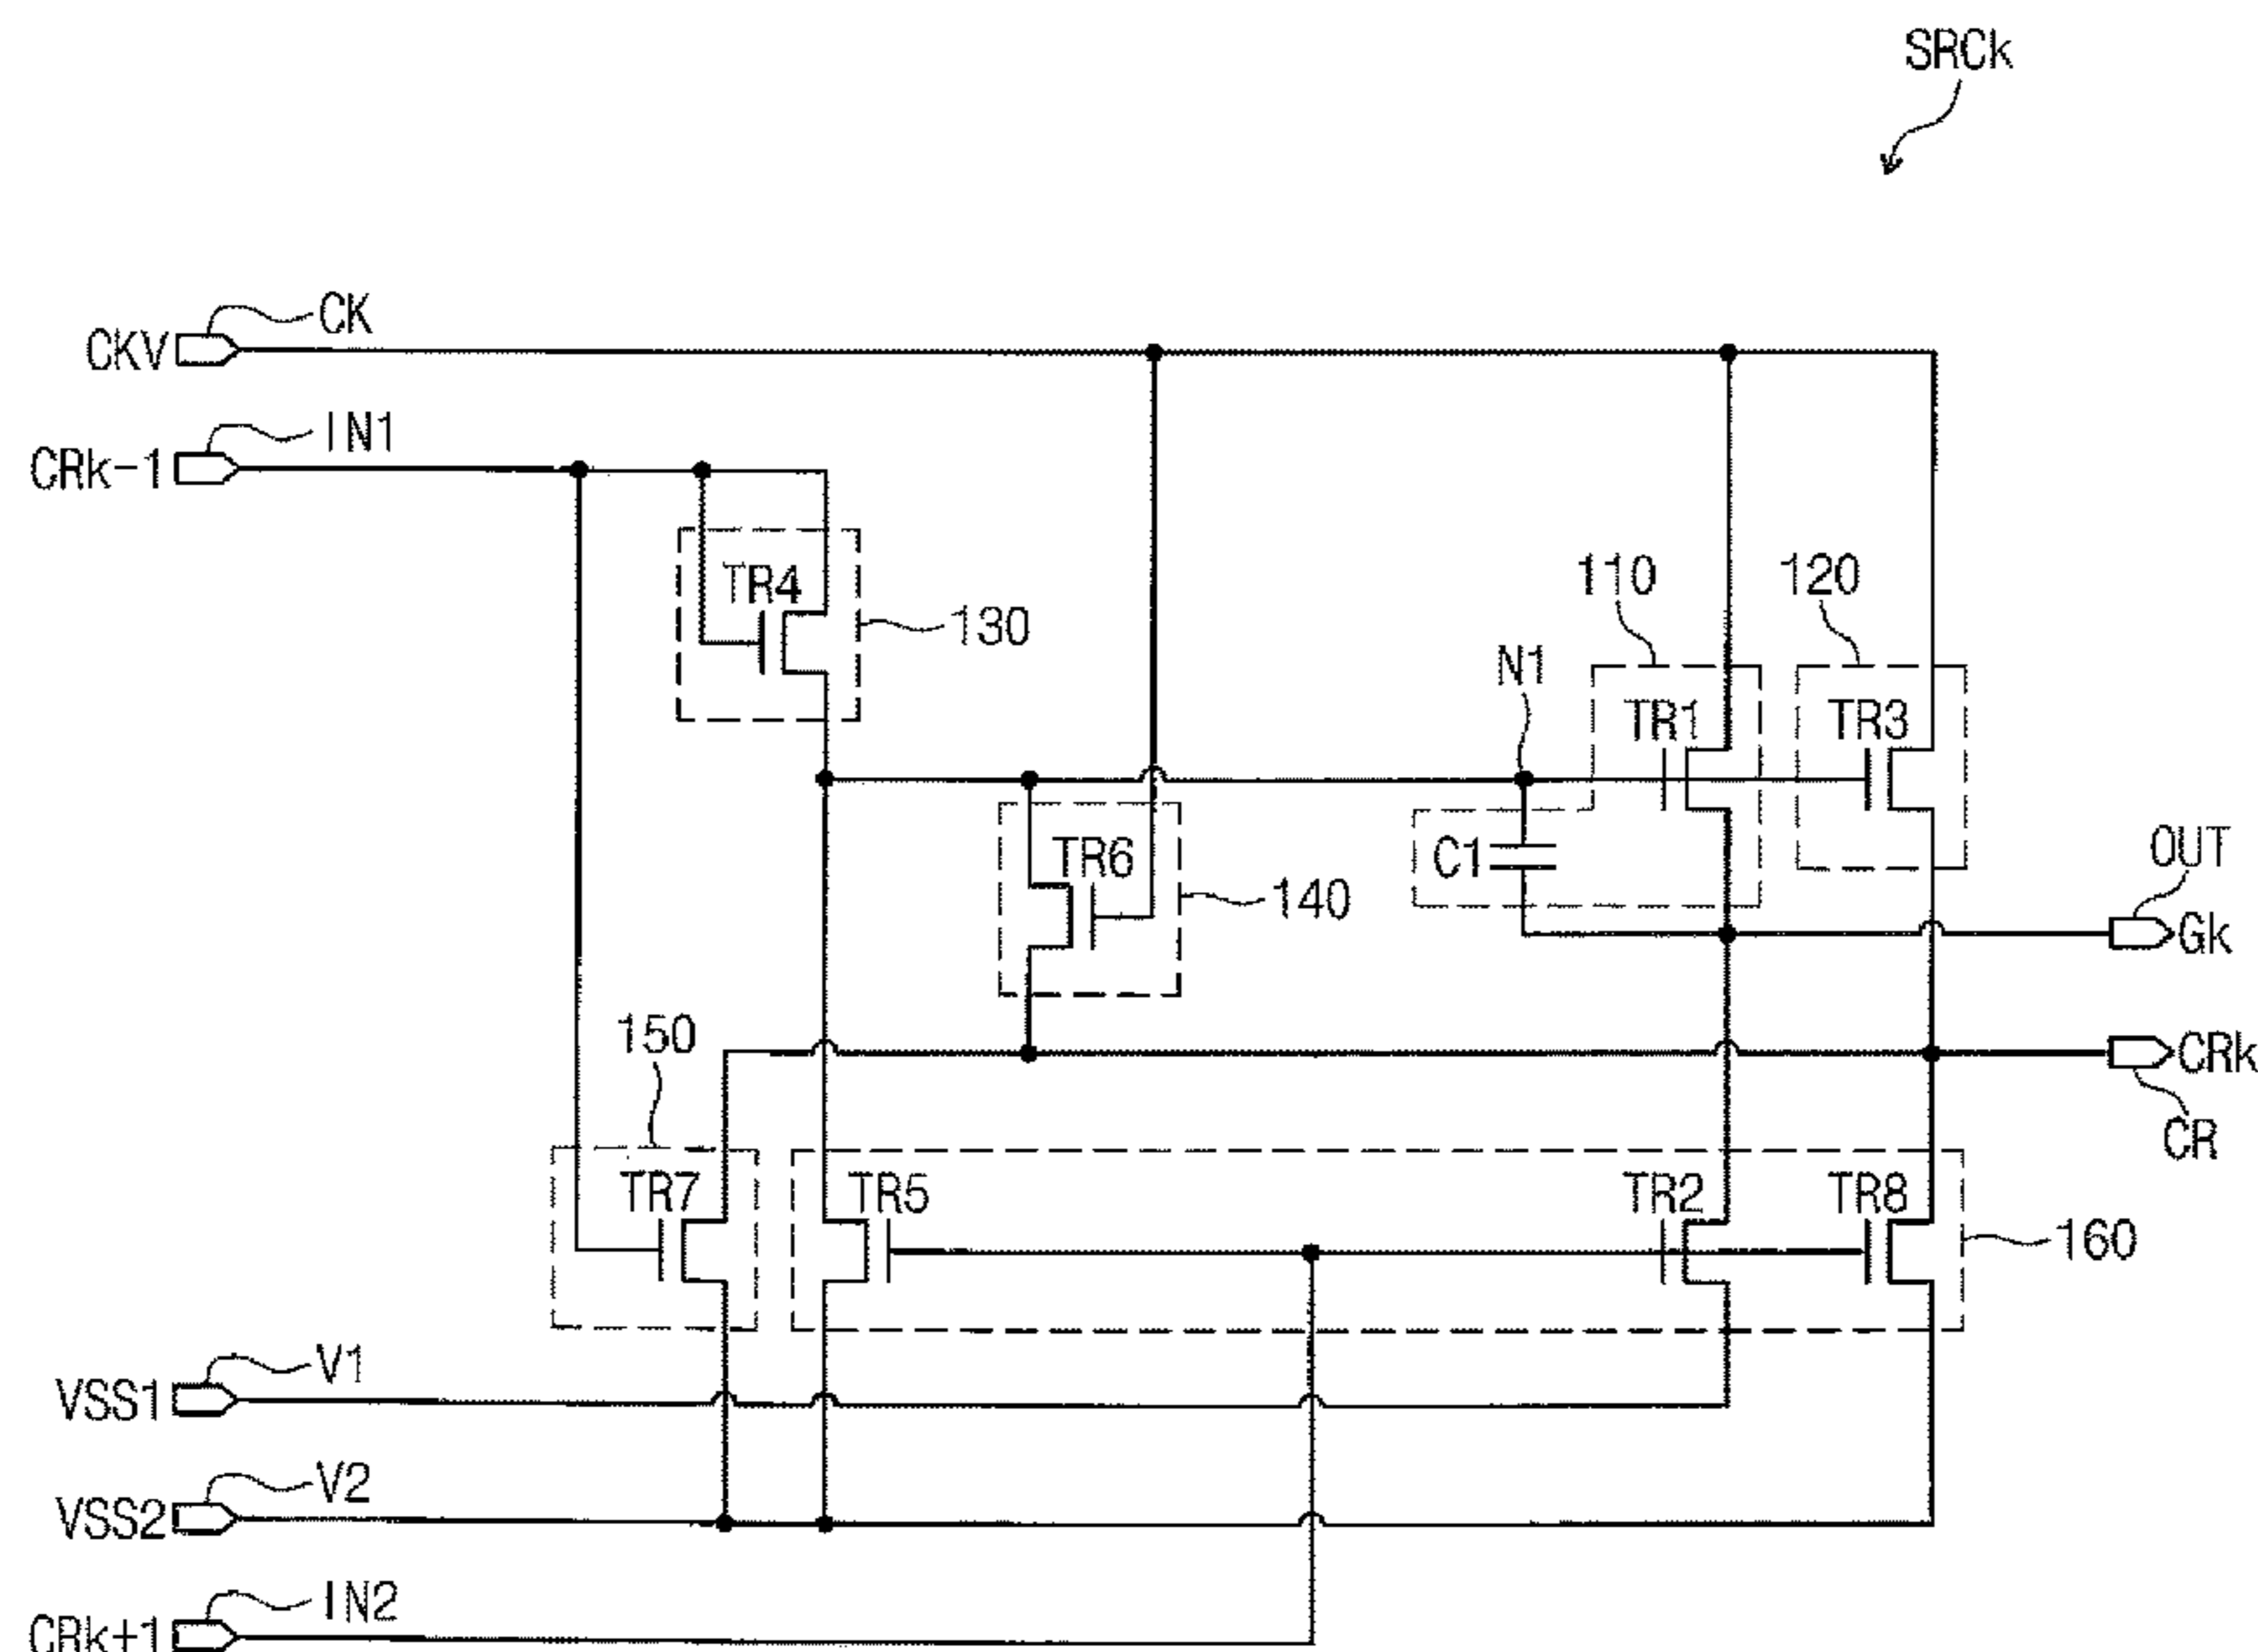 SRCk
CK
CKV
IN1
CRk-1
TR4
130
110
120
N1
TR1
TR3
C1
TR6
140
OUT
Gk
150
CRk
CR
TR7
TR5
TR2
TR8
160
V1
VSS1
V2
VSS2
IN2
CRk+1